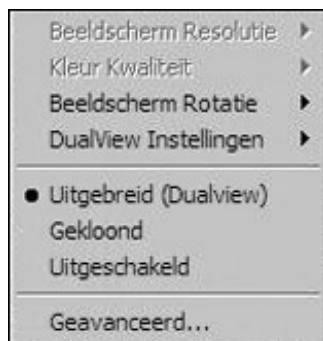 Beeldscherm Resolutie
Kleur Kwaliteit
Beeldscherm Rotatie
DualView Instellingen
Uitgebreid (Dualview)
Gekloond
Uitgeschakeld
Geavanceerd...